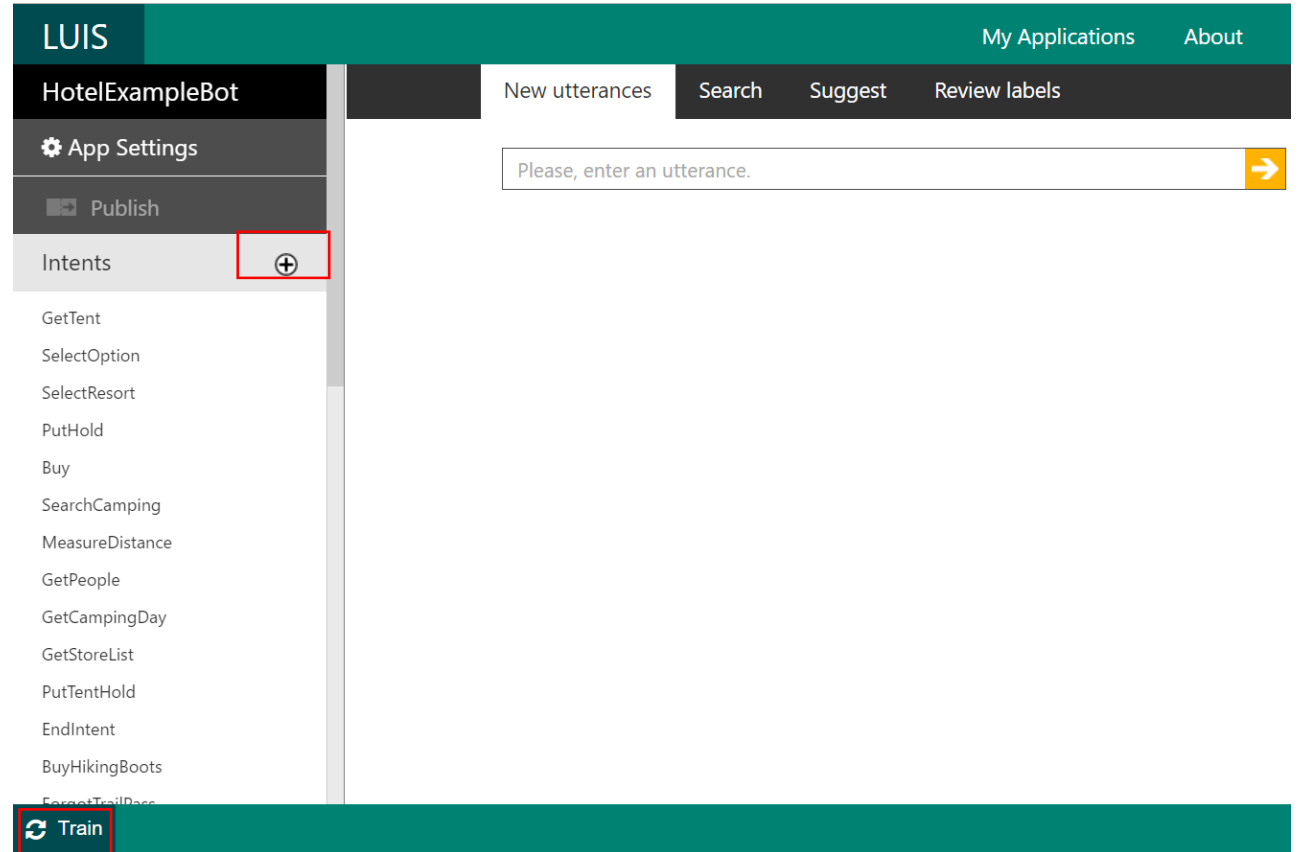 LUIS
My Applications About
HotelExampleBot
New utterances Search Suggest Review labels
App Settings
Please, enter an utterance.
Publish
Intents
GetTent
SelectOption
SelectResort
PutHold
Buy
SearchCamping
MeasureDistance
GetPeople
GetCampingDay
GetStoreList
PutTentHold
EndIntent
BuyHikingBoots
ForgotTrailPass
Train